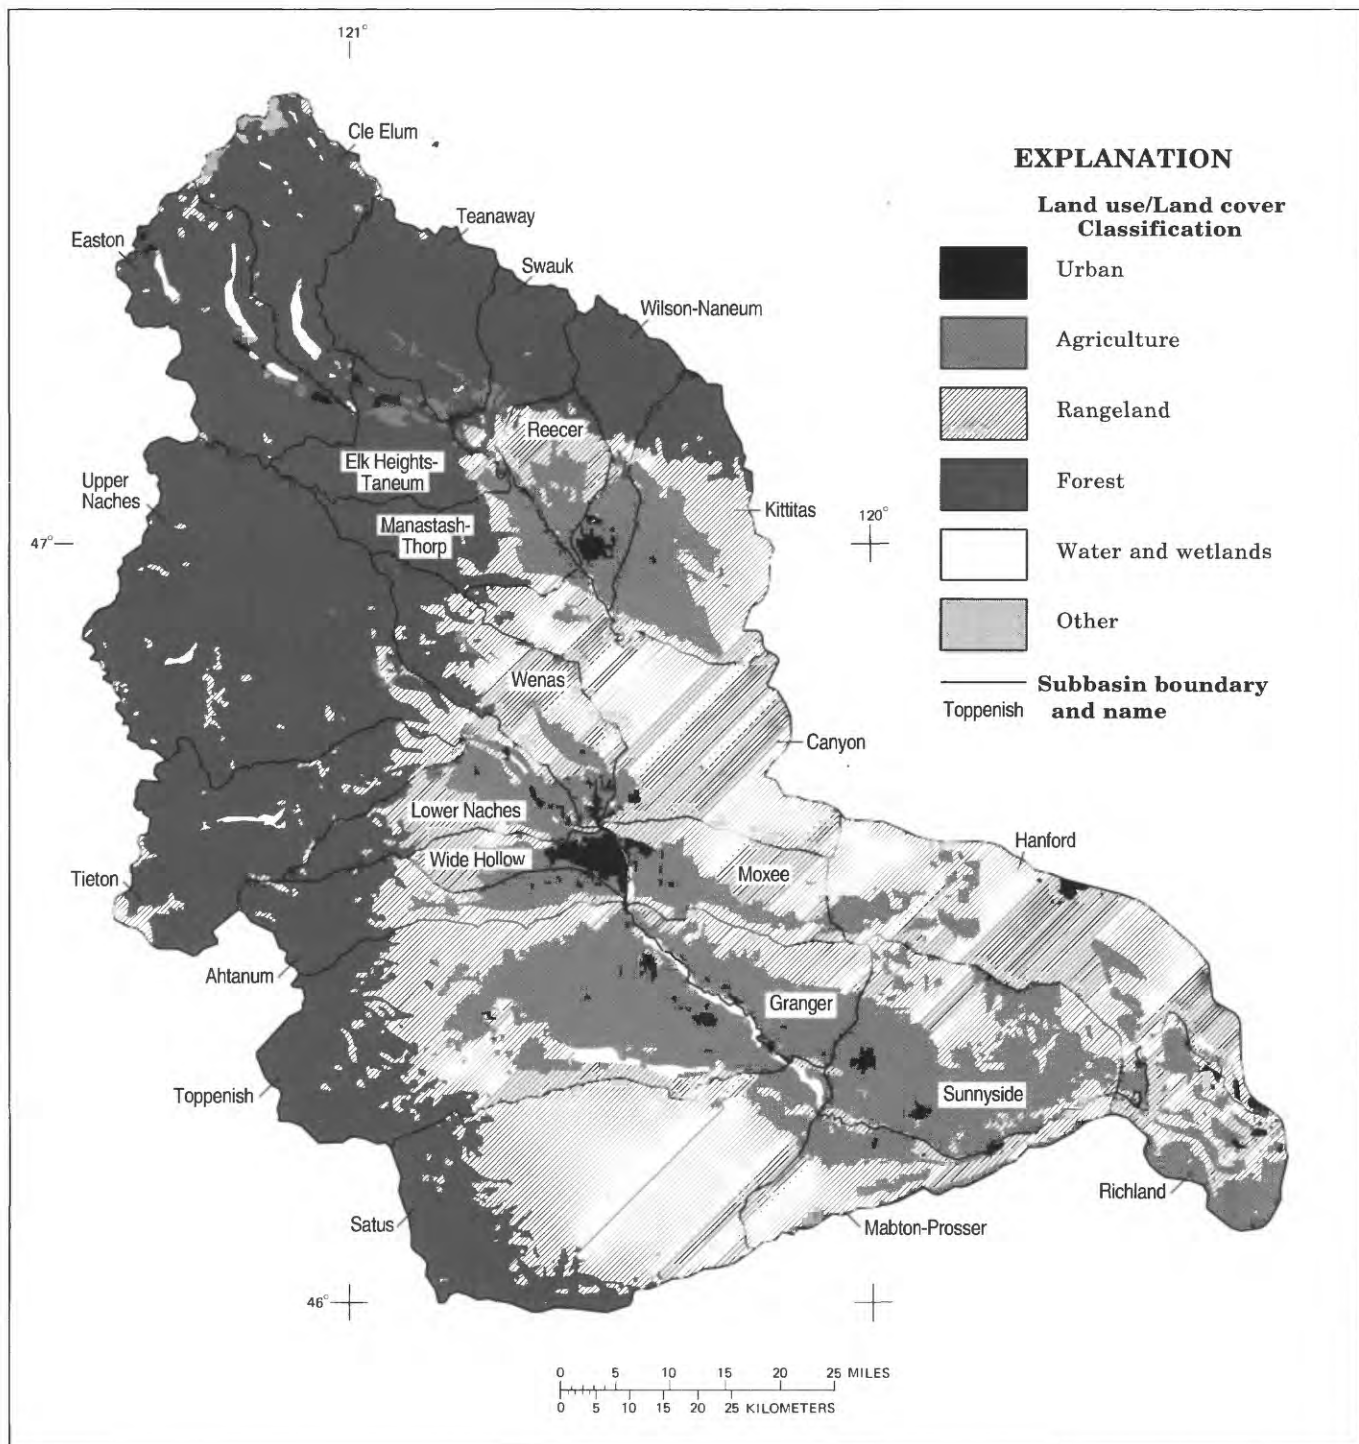 121°
Cle Elum
Teanaway
Easton
Swauk
Wilson-Naneum
Reecer
Elk Heights-
Taneum
Upper
Naches
Kittitas
Manastash-
Thorp
47°
120°
Wenas
Canyon
Lower Naches
Hanford
Wide Hollow
Moxee
Tieton
Ahtanum
Granger
Toppenish
Sunnyside
Richland
Satus
Mabton-Prosser
46°
EXPLANATION
Land use/Land cover
Classification
Urban
Agriculture
Rangeland
Forest
Water and wetlands
Other
Subbasin boundary
Toppenish and name
0 5 10 15 20 25 MILES
0 5 10 15 20 25 KILOMETERS